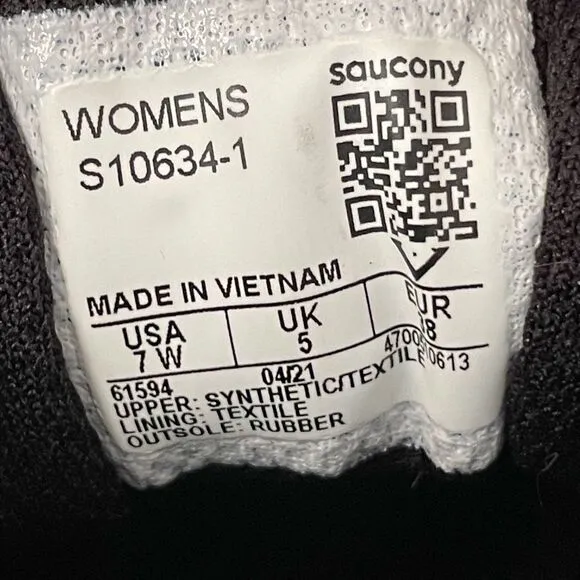 saucony
WOMENS
S10634-1
MADE IN VIETNAM
USA UK EUR
7 W 5 38
61594 04/21
UPPER: SYNTHETIC/TEXTILE
LINING: TEXTILE
OUTSOLE: RUBBER